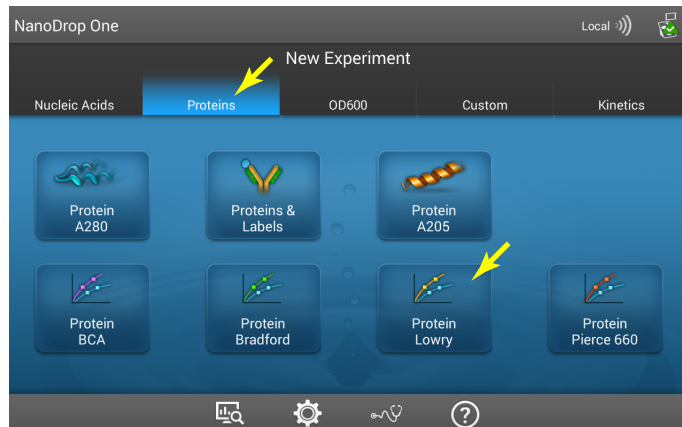 NanoDrop One
Local
New Experiment
Nucleic Acids
Proteins
OD600
Custom
Kinetics
Protein
A280
Proteins &
Labels
Protein
A205
Protein
BCA
Protein
Bradford
Protein
Lowry
Protein
Pierce 660
?